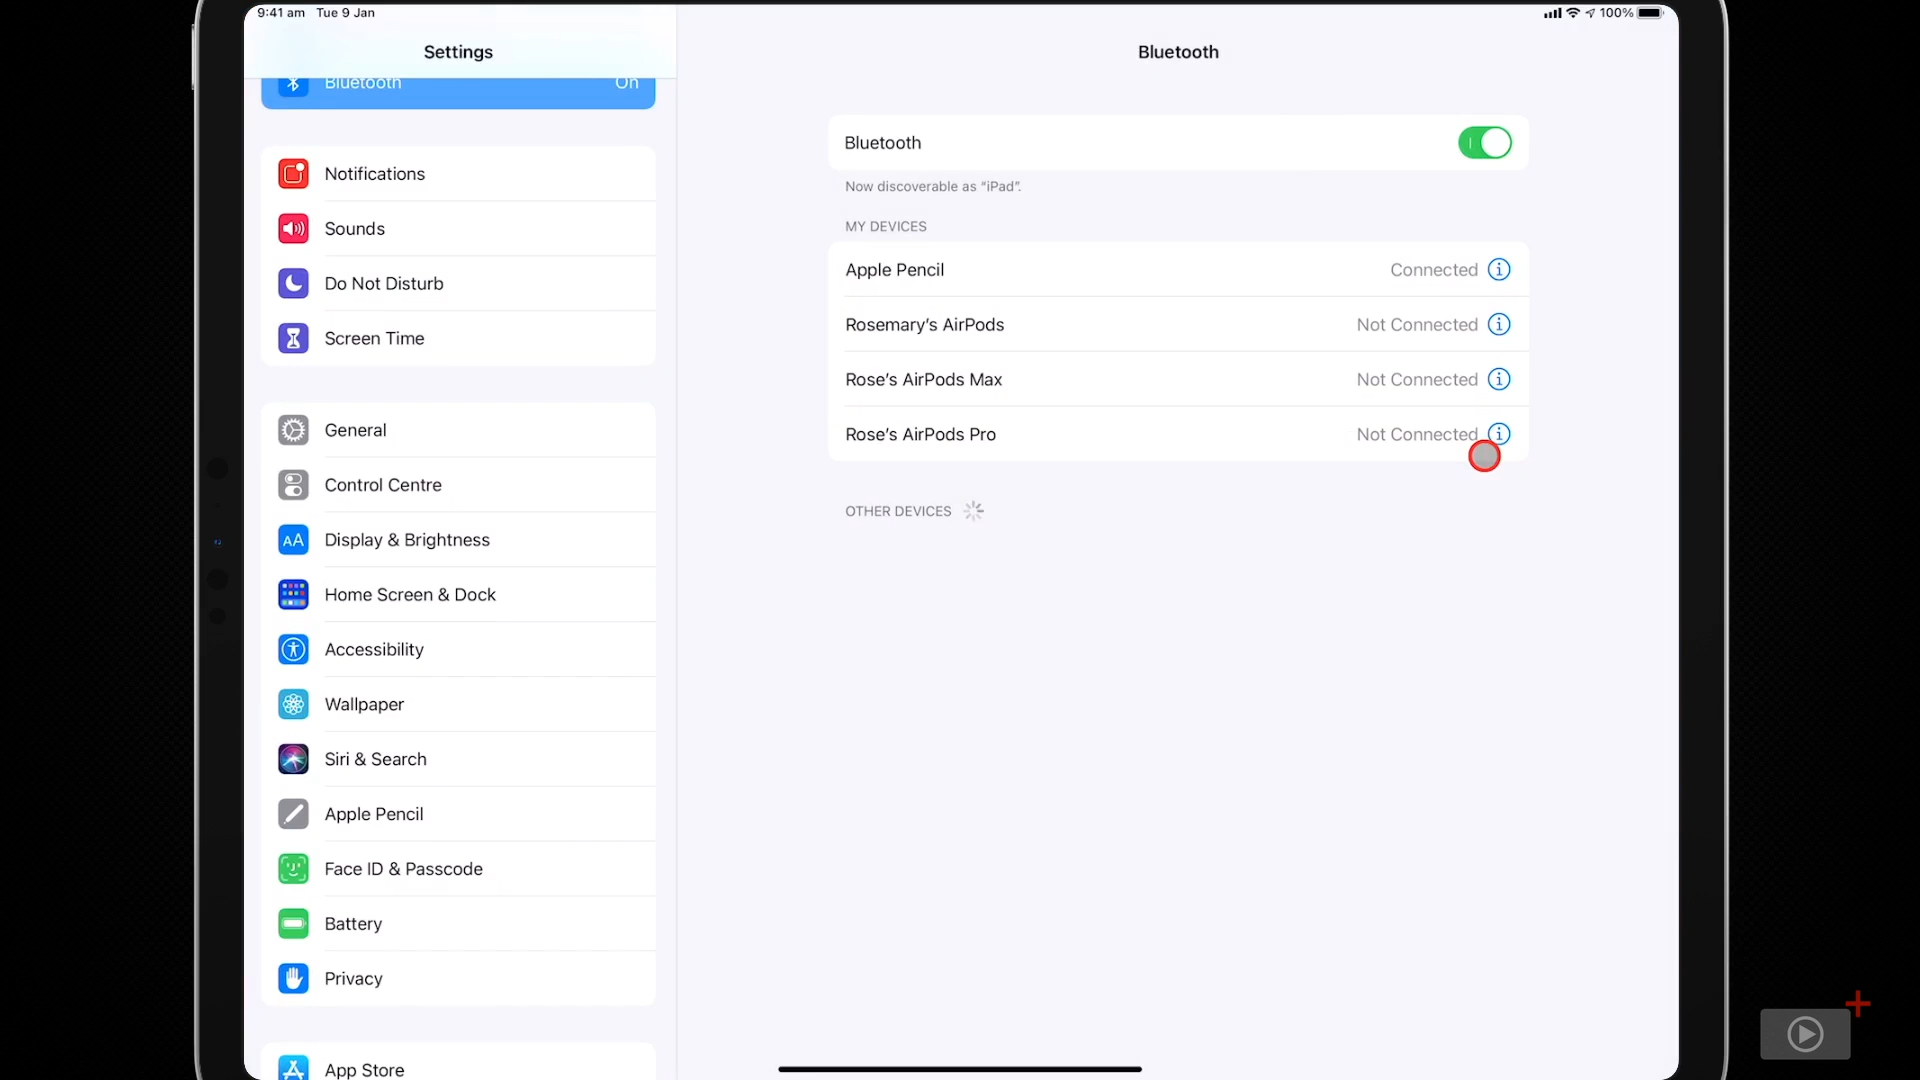 9:41 am Tue 9 Jan
100%
Settings
Bluetooth
Bluetooth On
Notifications
Sounds
Do Not Disturb
Screen Time
General
Control Centre
AA Display & Brightness
Home Screen & Dock
Accessibility
Wallpaper
Siri & Search
Apple Pencil
Face ID & Passcode
Battery
Privacy
App Store
Bluetooth
Now discoverable as “iPad”.
MY DEVICES
Apple Pencil Connected
Rosemary’s AirPods Not Connected
Rose’s AirPods Max Not Connected
Rose’s AirPods Pro Not Connected
OTHER DEVICES